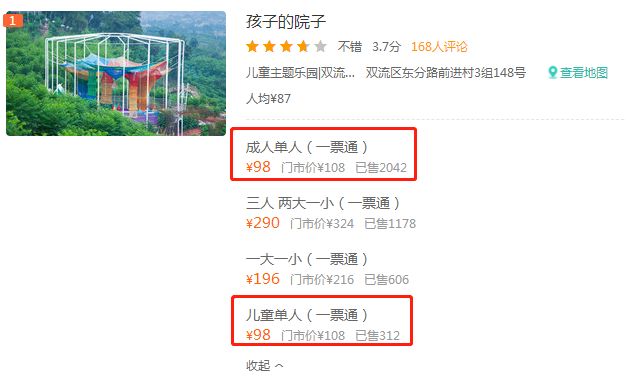 1
孩子的院子
不错 3.7分 168人评论
儿童主题乐园|双流... 双流区东分路前进村3组148号 查看地图
人均¥87
成人单人（一票通）
¥98 门市价¥108 已售2042
三人 两大一小（一票通）
¥290 门市价¥324 已售1178
一大一小（一票通）
¥196 门市价¥216 已售606
儿童单人（一票通）
¥98 门市价¥108 已售312
收起